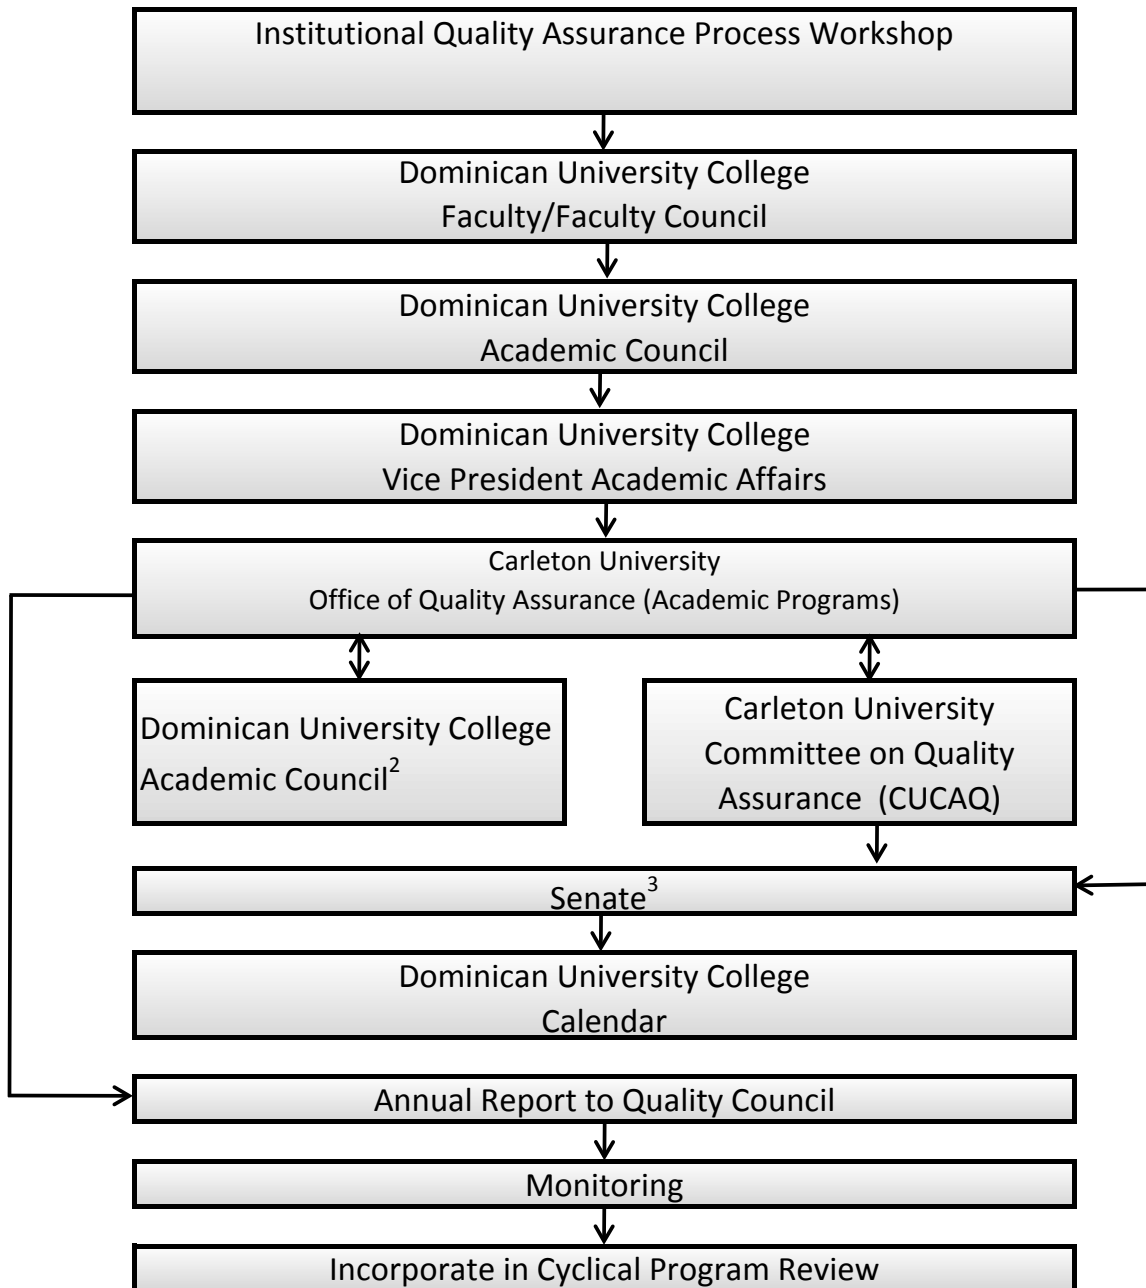 Institutional Quality Assurance Process Workshop
Dominican University College
Faculty/Faculty Council
Dominican University College
Academic Council
Dominican University College
Vice President Academic Affairs
Carleton University
Office of Quality Assurance (Academic Programs)
Dominican University College
Academic Council²
Carleton University
Committee on Quality
Assurance (CUCAQ)
Senate³
Dominican University College
Calendar
Annual Report to Quality Council
Monitoring
Incorporate in Cyclical Program Review